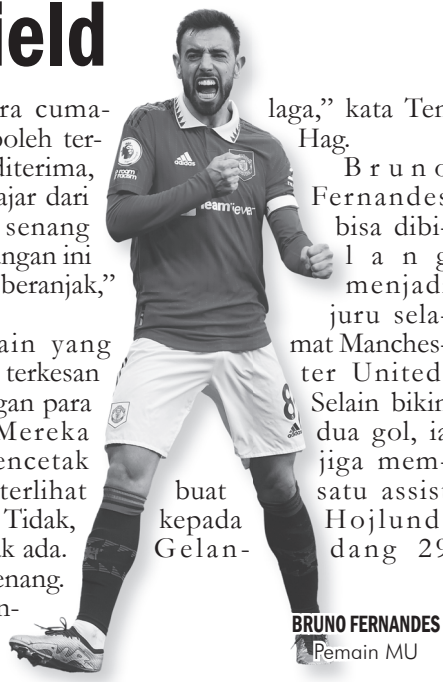 ield
ra cuma-
boleh ter-
diterima,
ajar dari
senang
ngan ini
beranjak,”
ain yang
terkesan
gan para
Mereka
encetak
terlihat
Tidak,
k ada.
enang.
n-
laga,” kata Ten
Hag.
Bruno
Fernandes
bisa dibi-
lang
menjadi
juru sela-
mat Manches-
ter United.
Selain bikin
dua gol, ia
jiga mem-
buat satu assist
kepada Hojlund.
Gelan- dang 29
adidas
8
adidas
BRUNO FERNANDES
Pemain MU